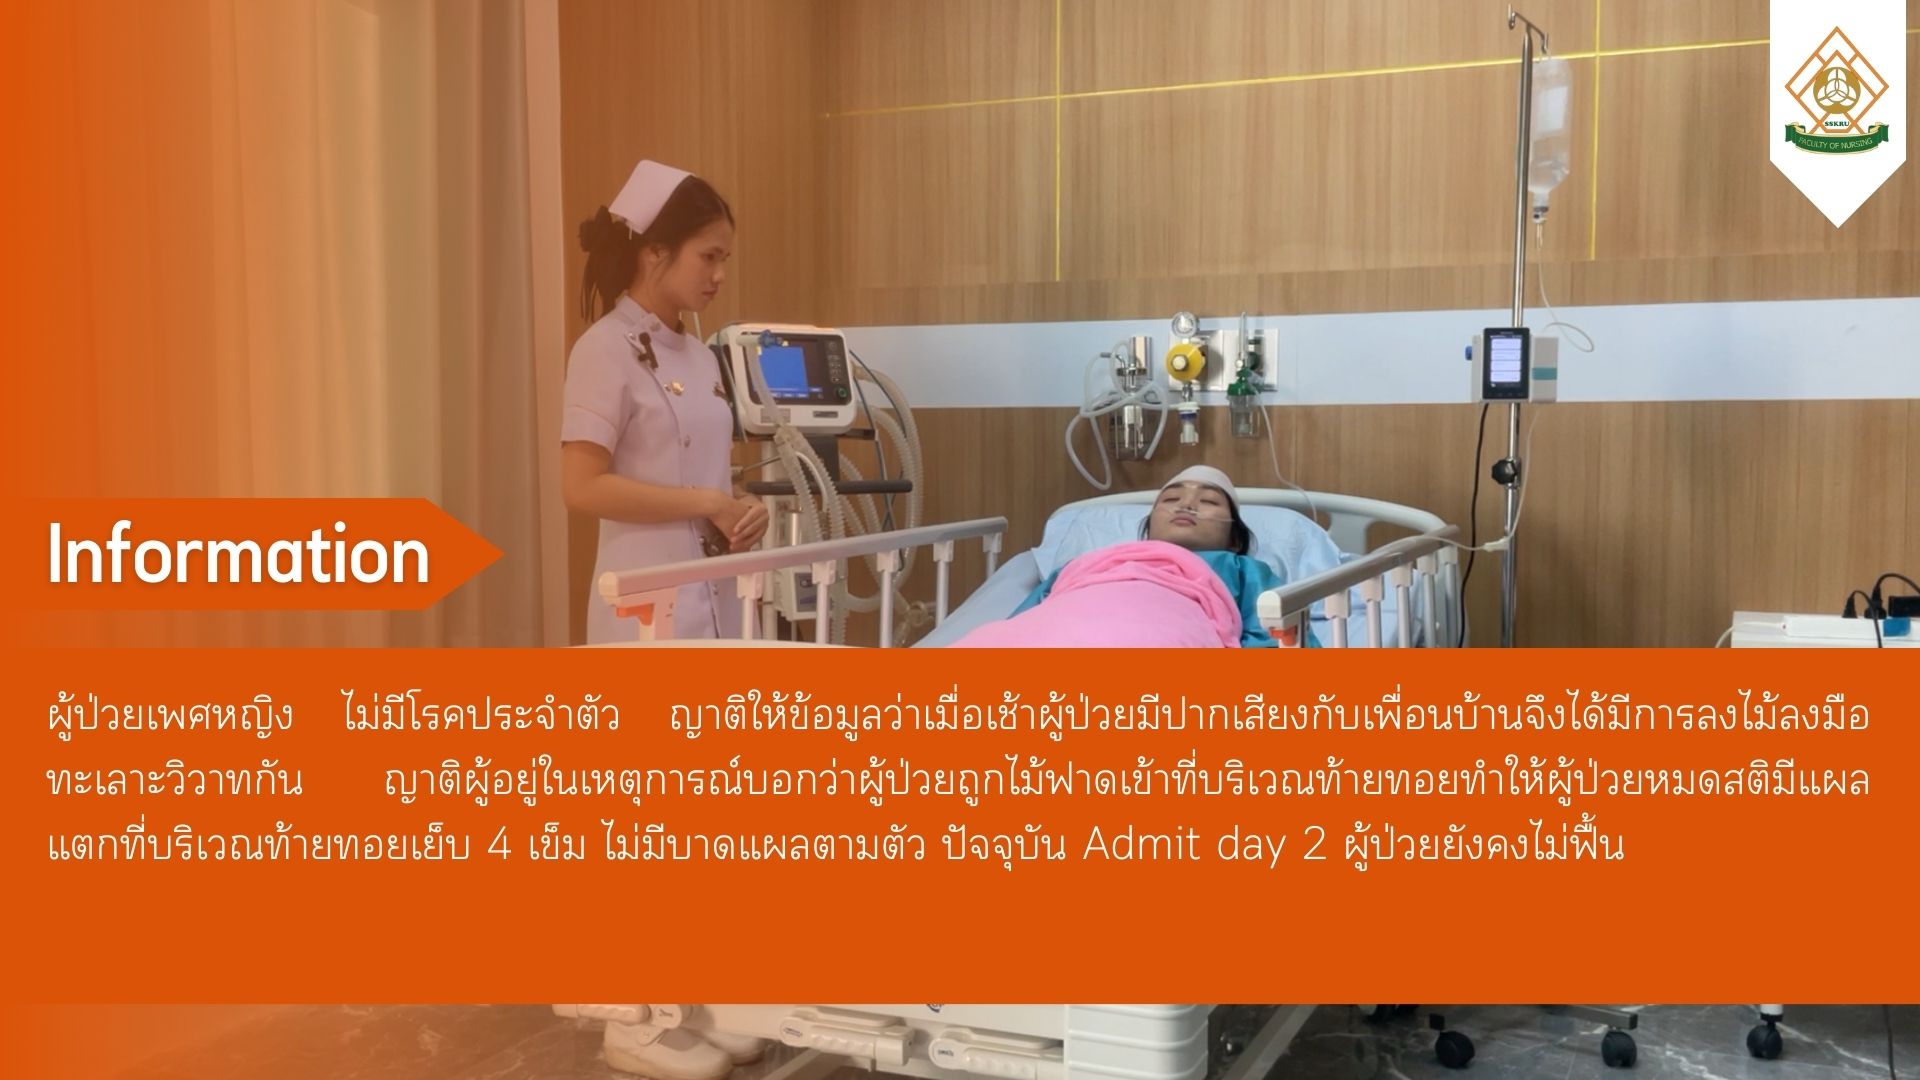 SSKRU
FACULTY OF NURSING
Information
ผู้ป่วยเพศหญิง ไม่มีโรคประจำตัว ญาติให้ข้อมูลว่าเมื่อเช้าผู้ป่วยมีปากเสียงกับเพื่อนบ้านจึงได้มีการลงไม้ลงมือ
ทะเลาะวิวาทกัน ญาติผู้อยู่ในเหตุการณ์บอกว่าผู้ป่วยถูกไม้ฟาดเข้าที่บริเวณท้ายทอยทำให้ผู้ป่วยหมดสติมีแผล
แตกที่บริเวณท้ายทอยเย็บ 4 เข็ม ไม่มีบาดแผลตามตัว ปัจจุบัน Admit day 2 ผู้ป่วยยังคงไม่ฟื้น